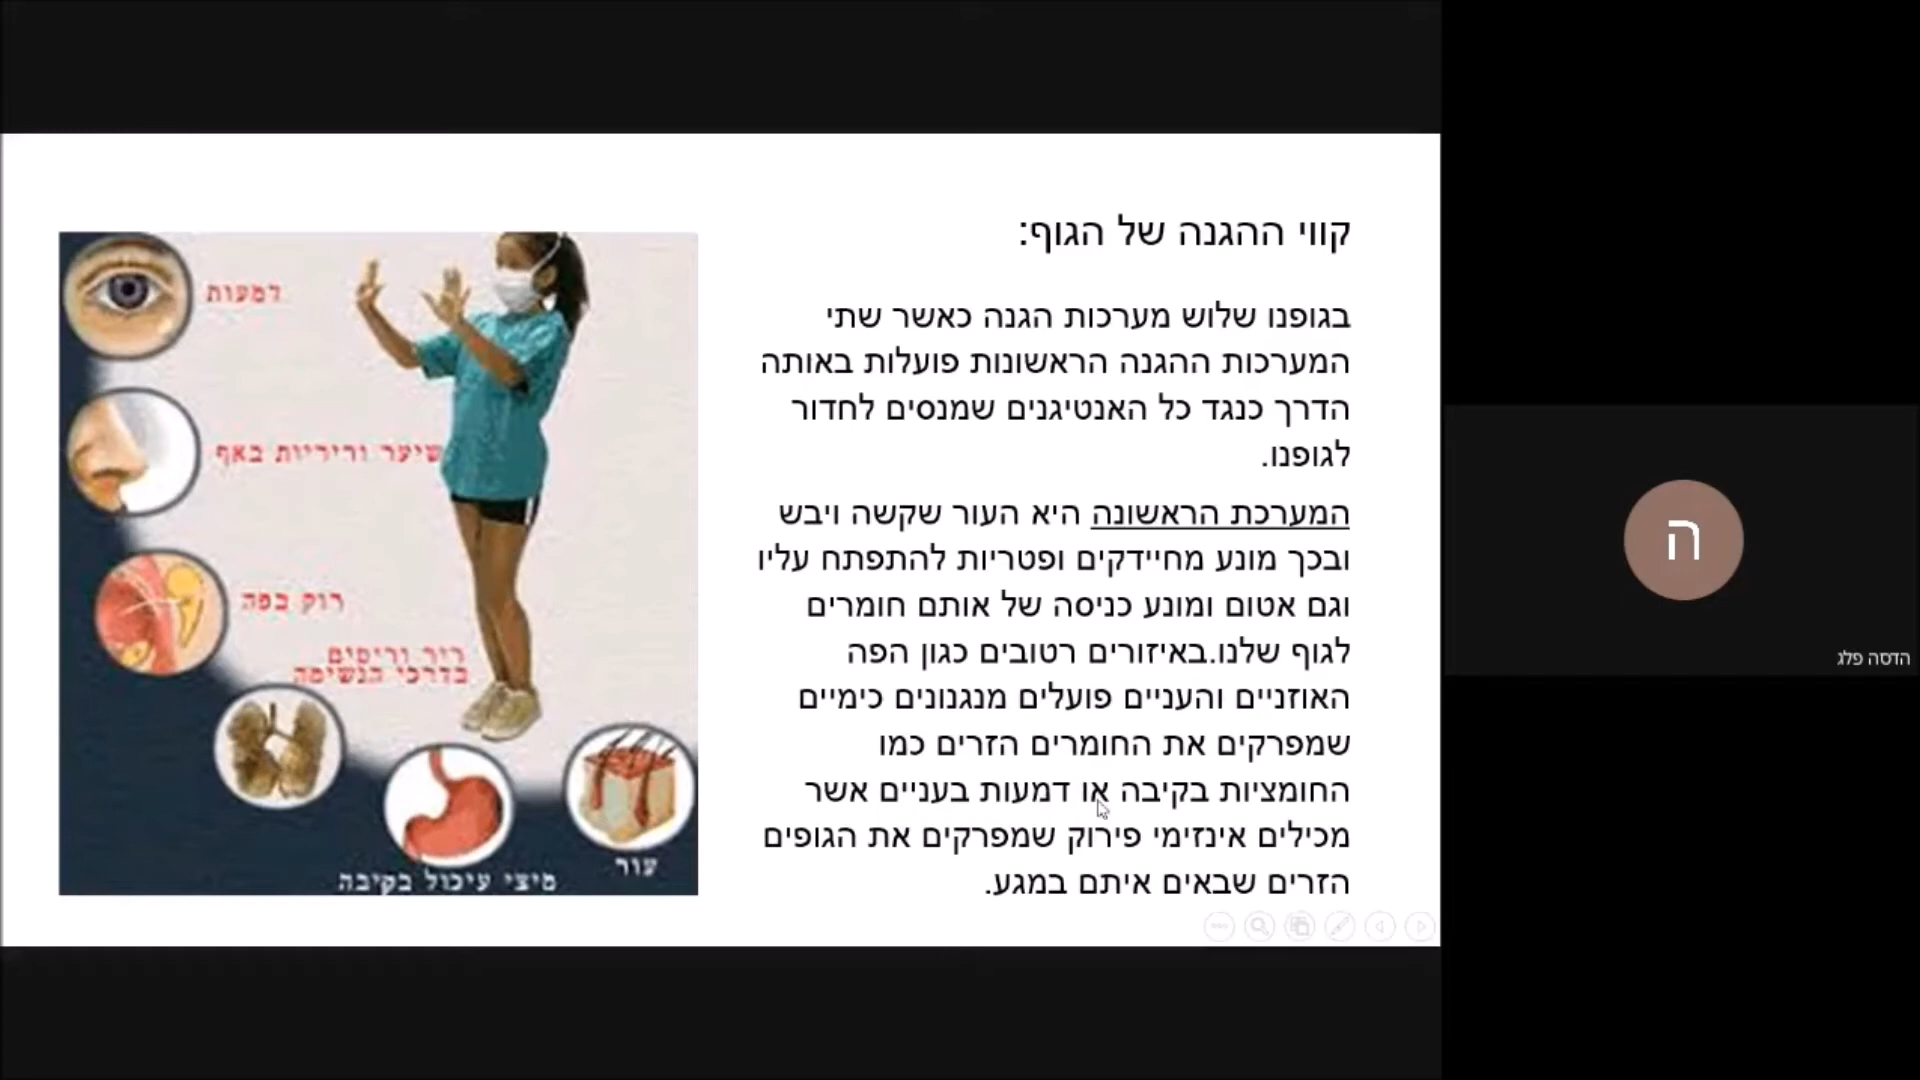 קווי ההגנה של הגוף:
בגופנו שלוש מערכות הגנה כאשר שתי
המערכות ההגנה הראשונות פועלות באותה
הדרך כנגד כל האנטיגנים שמנסים לחדור
לגופנו.
המערכת הראשונה היא העור שקשה ויבש
ובכך מונע מחיידקים ופטריות להתפתח עליו
וגם אטום ומונע כניסה של אותם חומרים
לגוף שלנו.באיזורים רטובים כגון הפה
האוזניים והעניים פועלים מנגנונים כימיים
שמפרקים את החומרים הזרים כמו
החומציות בקיבה או דמעות בעניים אשר
מכילים אינזימי פירוק שמפרקים את הגופים
הזרים שבאים איתם במגע.
דמעות
שיער וריריות באף
רוק בפה
ריר וריסים
בדרכי הנשימה
מיצי עיכול בקיבה
עור
ה
הדסה פלג